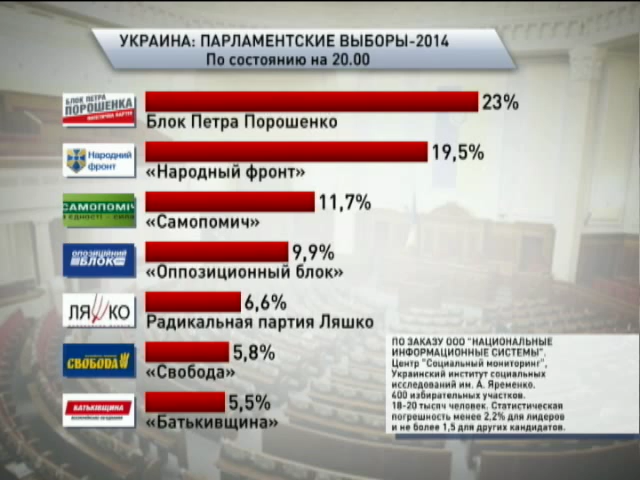 УКРАИНА: ПАРЛАМЕНТСКИЕ ВЫБОРЫ-2014
По состоянию на 20.00
БЛОК ПЕТРА
ПОРОШЕНКА
23%
Блок Петра Порошенко
Народний
фронт
19,5%
«Народный фронт»
САМОПОМІЧ
11,7%
«Самопомич»
ОПОЗИЦІЙНИЙ
БЛОК
9,9%
«Оппозиционный блок»
ЛЯШКО
6,6%
Радикальная партия Ляшко
СВОБОДА
5,8%
«Свобода»
БАТЬКІВЩИНА
5,5%
«Батькивщина»
ПО ЗАКАЗУ ООО "НАЦИОНАЛЬНЫЕ
ИНФОРМАЦИОННЫЕ СИСТЕМЫ".
Центр "Социальный мониторинг",
Украинский институт социальных
исследований им. А. Яременко.
400 избирательных участков.
18-20 тысяч человек. Статистическая
погрешность менее 2,2% для лидеров
и не более 1,5 для других кандидатов.